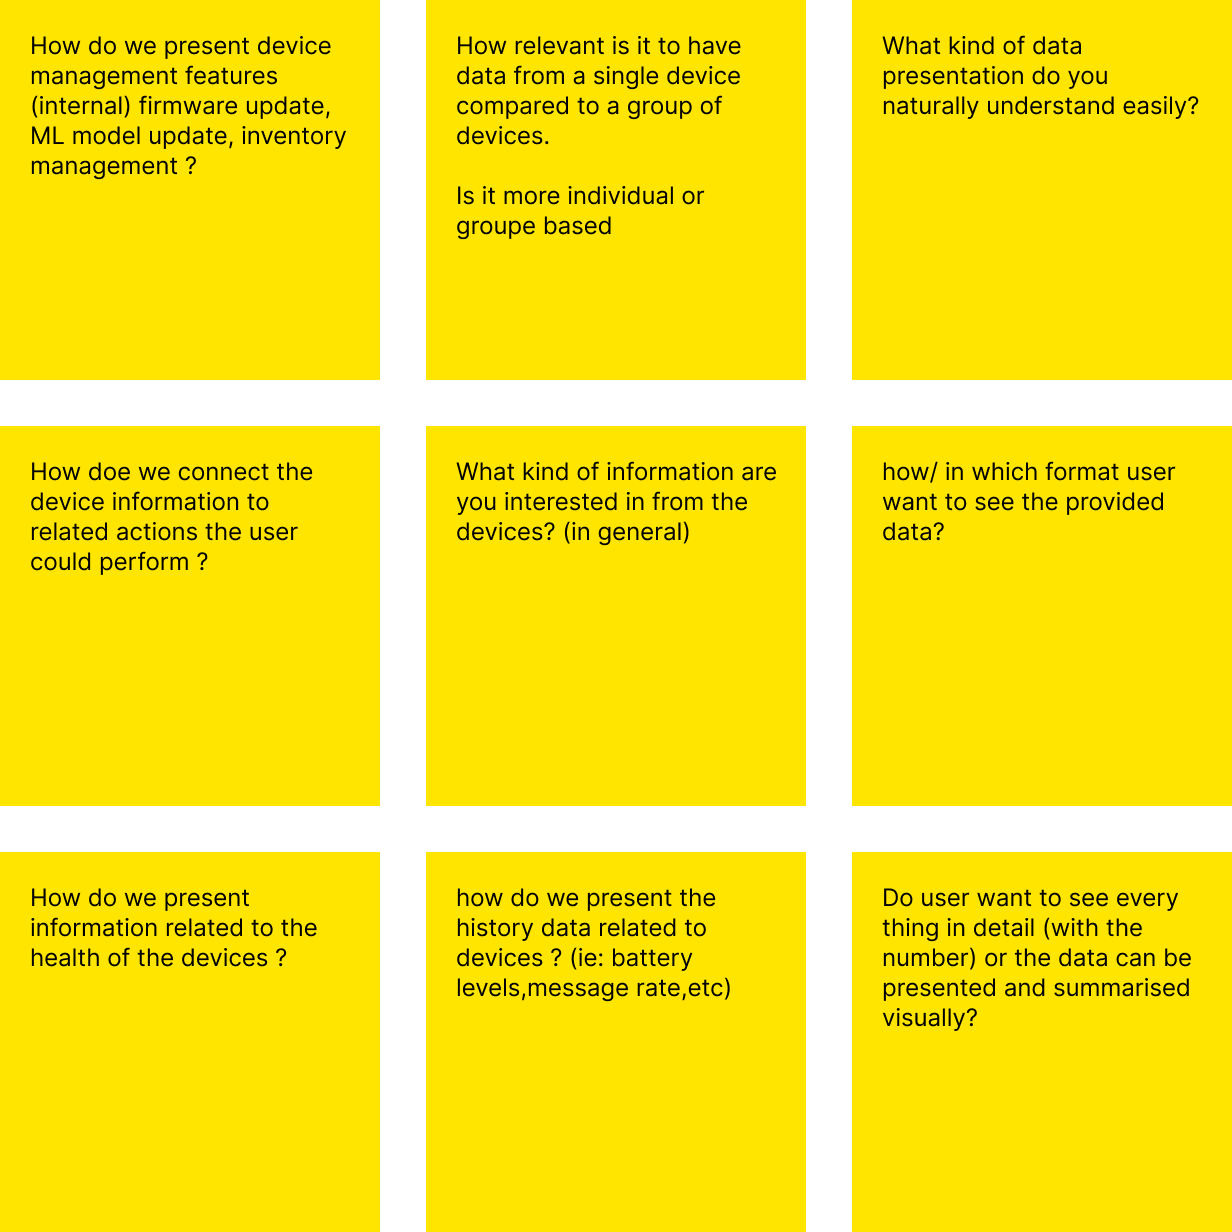 How do we present device
management features
(internal) firmware update,
ML model update, inventory
management ?
How relevant is it to have
data from a single device
compared to a group of
devices.
Is it more individual or
groupe based
What kind of data
presentation do you
naturally understand easily?
How doe we connect the
device information to
related actions the user
could perform ?
What kind of information are
you interested in from the
devices? (in general)
how/ in which format user
want to see the provided
data?
How do we present
information related to the
health of the devices ?
how do we present the
history data related to
devices ? (ie: battery
levels,message rate,etc)
Do user want to see every
thing in detail (with the
number) or the data can be
presented and summarised
visually?